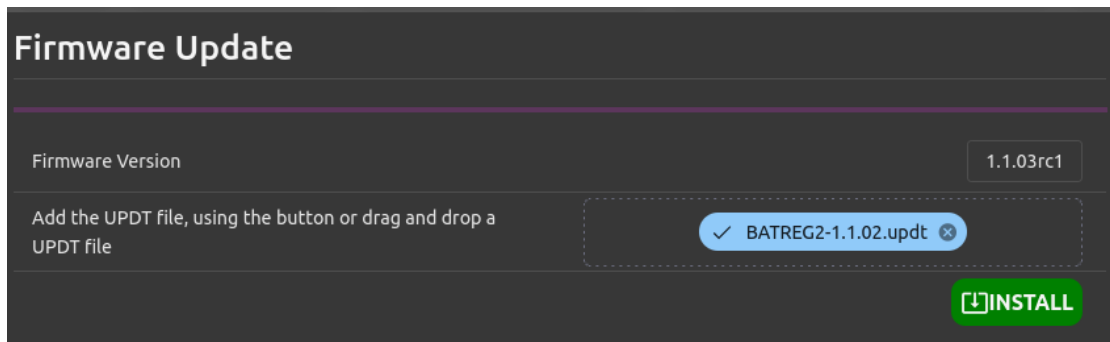 Firmware Update
Firmware Version
1.1.03rc1
Add the UPDT file, using the button or drag and drop a
UPDT file
BATREG2-1.1.02.updt
INSTALL